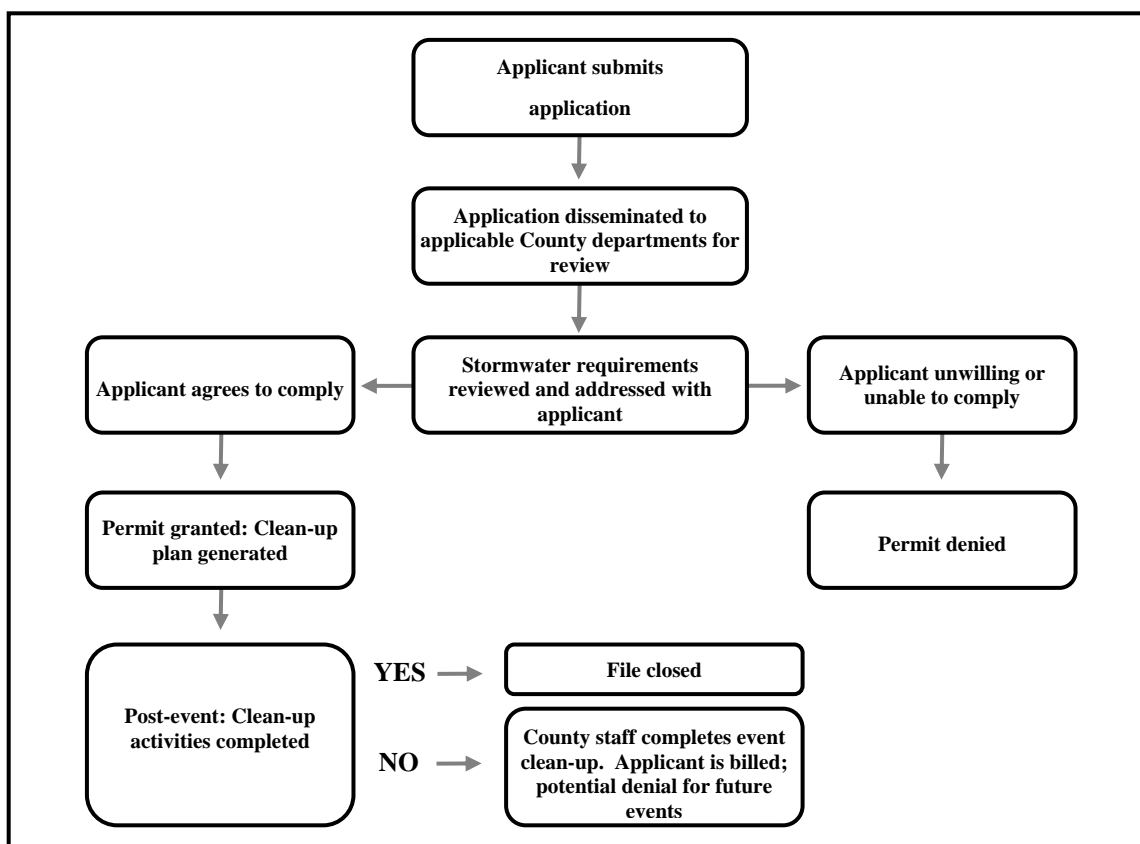 Applicant submits
application
Application disseminated to
applicable County departments for
review
Stormwater requirements
reviewed and addressed with
applicant
Applicant agrees to comply
Applicant unwilling or
unable to comply
Permit granted: Clean-up
plan generated
Permit denied
Post-event: Clean-up
activities completed
YES
File closed
NO
County staff completes event
clean-up.  Applicant is billed;
potential denial for future
events